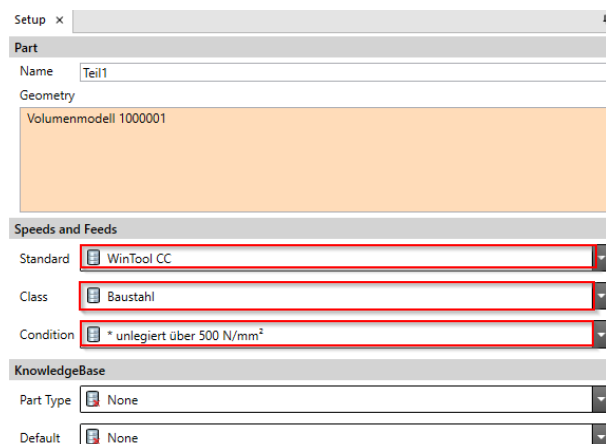 Setup ×
Part
Name Teil1
Geometry
Volumenmodell 1000001
Speeds and Feeds
Standard WinTool CC
Class Baustahl
Condition * unlegiert über 500 N/mm²
KnowledgeBase
Part Type None
Default None